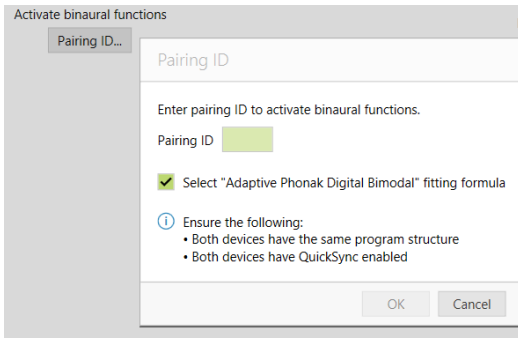 Activate binaural functions
Pairing ID...
Pairing ID
Enter pairing ID to activate binaural functions.
Pairing ID
Select "Adaptive Phonak Digital Bimodal" fitting formula
Ensure the following:
• Both devices have the same program structure
• Both devices have QuickSync enabled
OK Cancel